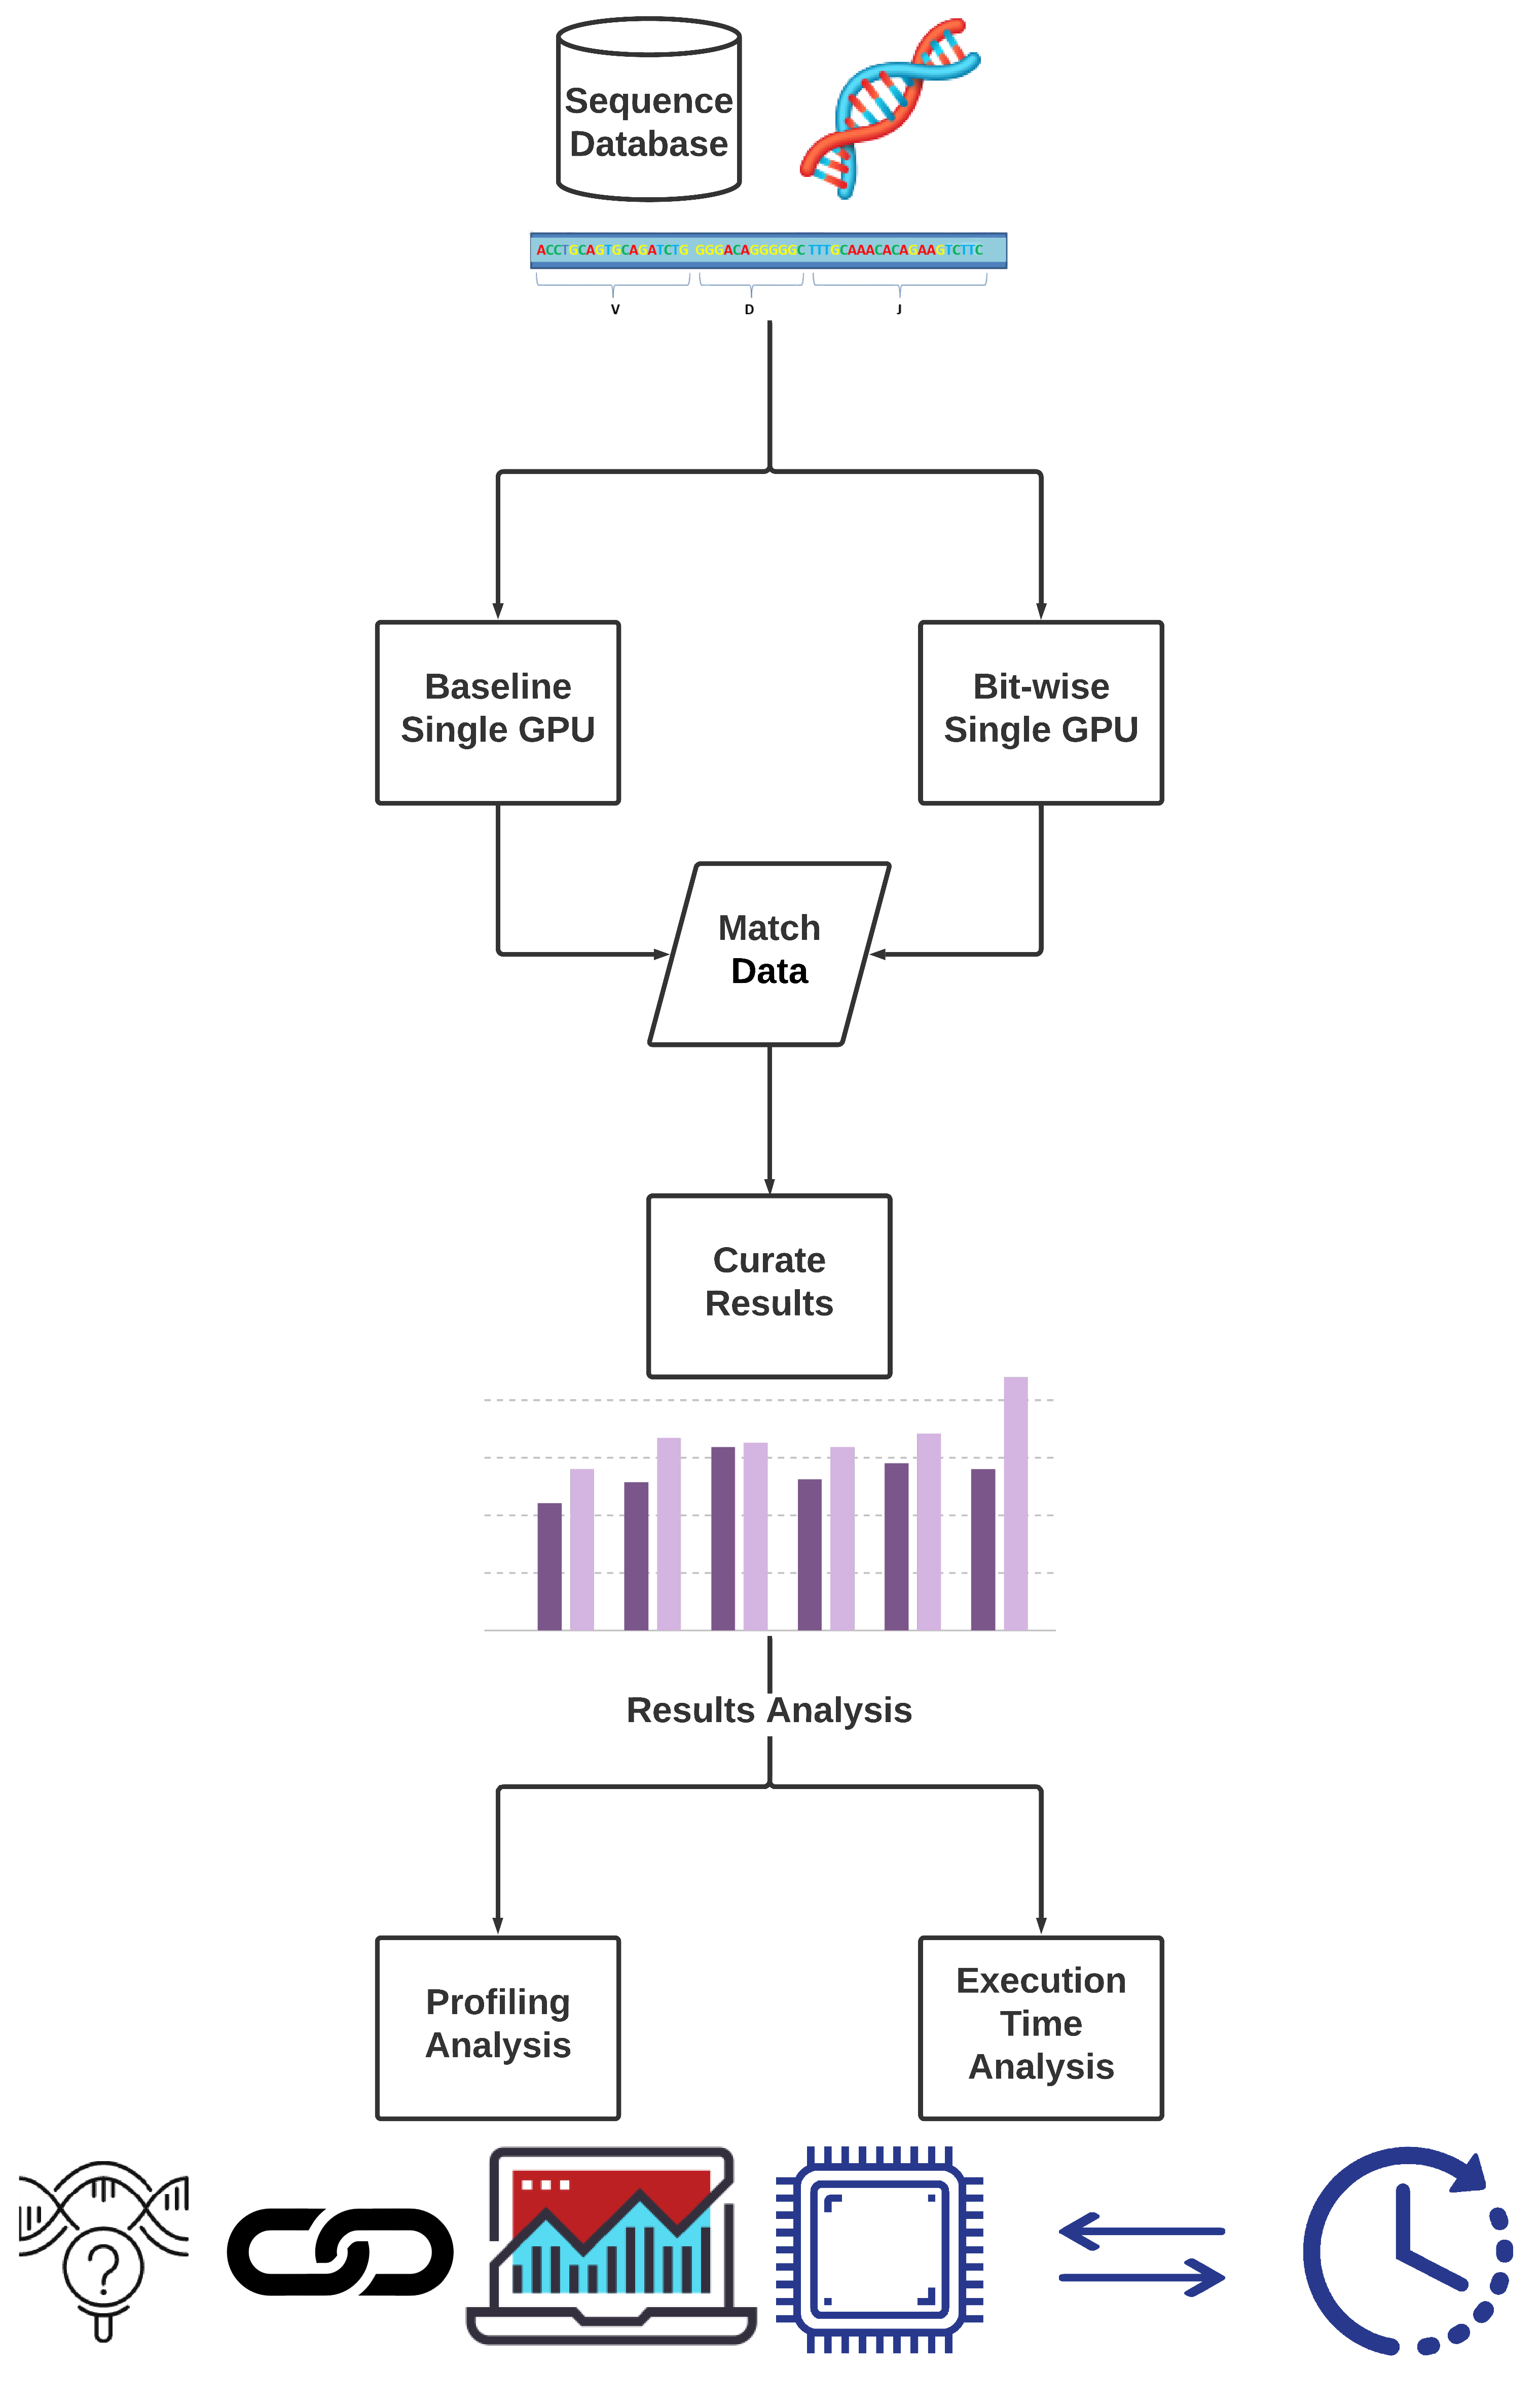 Sequence
Database
ACCTGCAGTGCAGATCTG GGGACAGGGGGC TTTGCAAACACAGAAGTCTTC
V D J
Baseline
Single GPU
Bit-wise
Single GPU
Match
Data
Curate
Results
Results Analysis
Profiling
Analysis
Execution
Time
Analysis
?